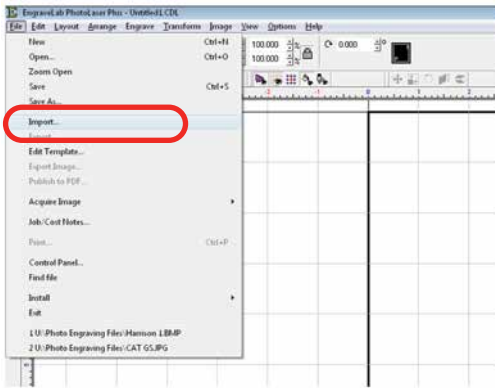 EngraveLab PhotoLaser Plus - Untitled1.CDL
File Edit Layout Arrange Engrave Transform Image View Options Help
New Ctrl+N
Open... Ctrl+O
Zoom Open
Save Ctrl+S
Save As...
Import...
Export...
Edit Template...
Export Image...
Publish to PDF...
Acquire Image
Job/Cost Notes...
Print... Ctrl+P
Control Panel...
Find file
Install
Exit
1 U:\Photo Engraving Files\Harrison 1.BMP
2 U:\Photo Engraving Files\CAT GS.JPG
100.000
100.000
0.000